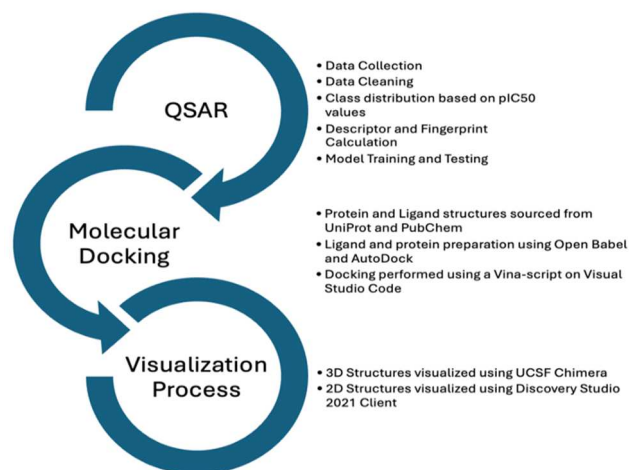 QSAR
• Data Collection
• Data Cleaning
• Class distribution based on pIC50
values
• Descriptor and Fingerprint
Calculation
• Model Training and Testing
Molecular
Docking
• Protein and Ligand structures sourced from
UniProt and PubChem
• Ligand and protein preparation using Open Babel
and AutoDock
• Docking performed using a Vina-script on Visual
Studio Code
Visualization
Process
• 3D Structures visualized using UCSF Chimera
• 2D Structures visualized using Discovery Studio
2021 Client